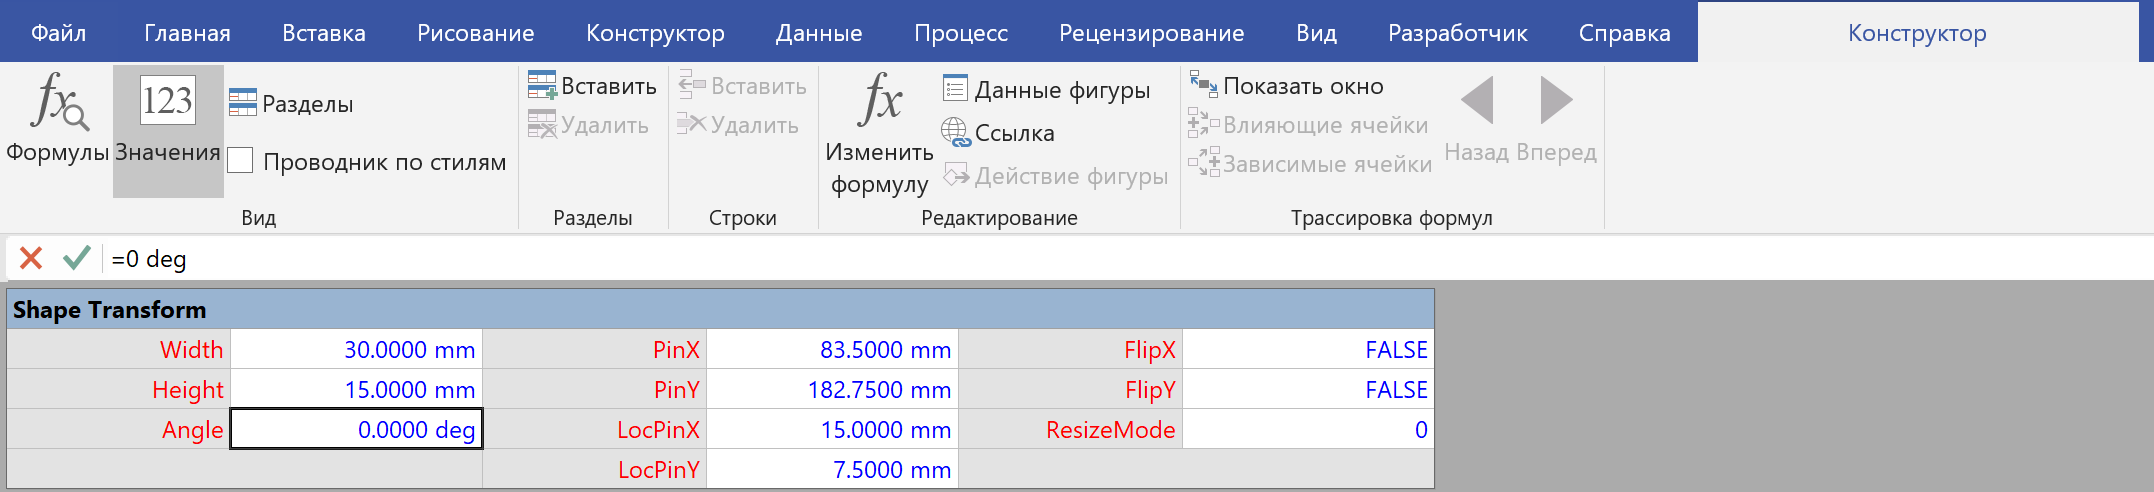 Файл Главная Вставка Рисование Конструктор Данные Процесс Рецензирование Вид Разработчик Справка Конструктор
fx Формулы
123 Значения
Разделы
Проводник по стилям
Вид
Вставить
Удалить
Разделы
Вставить
Удалить
Строки
fx Изменить
формулу
Данные фигуры
Ссылка
Действие фигуры
Редактирование
Показать окно
Влияющие ячейки
Зависимые ячейки
Назад Вперед
Трассировка формул
=0 deg
Shape Transform
Width 30.0000 mm PinX 83.5000 mm FlipX FALSE
Height 15.0000 mm PinY 182.7500 mm FlipY FALSE
Angle 0.0000 deg LocPinX 15.0000 mm ResizeMode 0
LocPinY 7.5000 mm